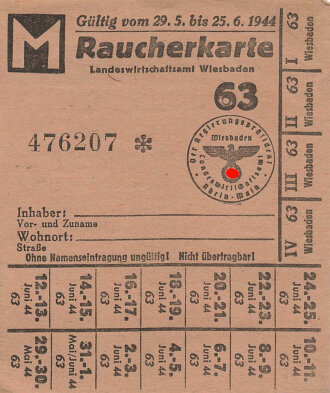 Gültig vom 29. 5. bis 25. 6. 1944
M Raucherkarte
Landeswirtschaftsamt Wiesbaden
63
476207 *
Der Regierungspräsident
Wiesbaden
Landeswirtschaftsamt
Rhein-Main
Inhaber:
Vor- und Zuname
Wohnort:
Straße
Ohne Namenseintragung ungültig! Nicht übertragbar!
I 63 Wiesbaden
II 63 Wiesbaden
III 63 Wiesbaden
IV 63 Wiesbaden
12.-13. Juni 44 63
14.-15. Juni 44 63
16.-17 Juni 44 63
18.-19. Juni 44 63
20.-21. Juni 44 63
22.-23. Juni 44 63
24.-25. Juni 44 63
29.-30. Mai 44 63
31.-1. Mai/Juni 44 63
2.-3. Juni 44 63
4.-5. Juni 44 63
6.-7. Juni 44 63
8.-9. Juni 44 63
10.-11. Juni 44 63